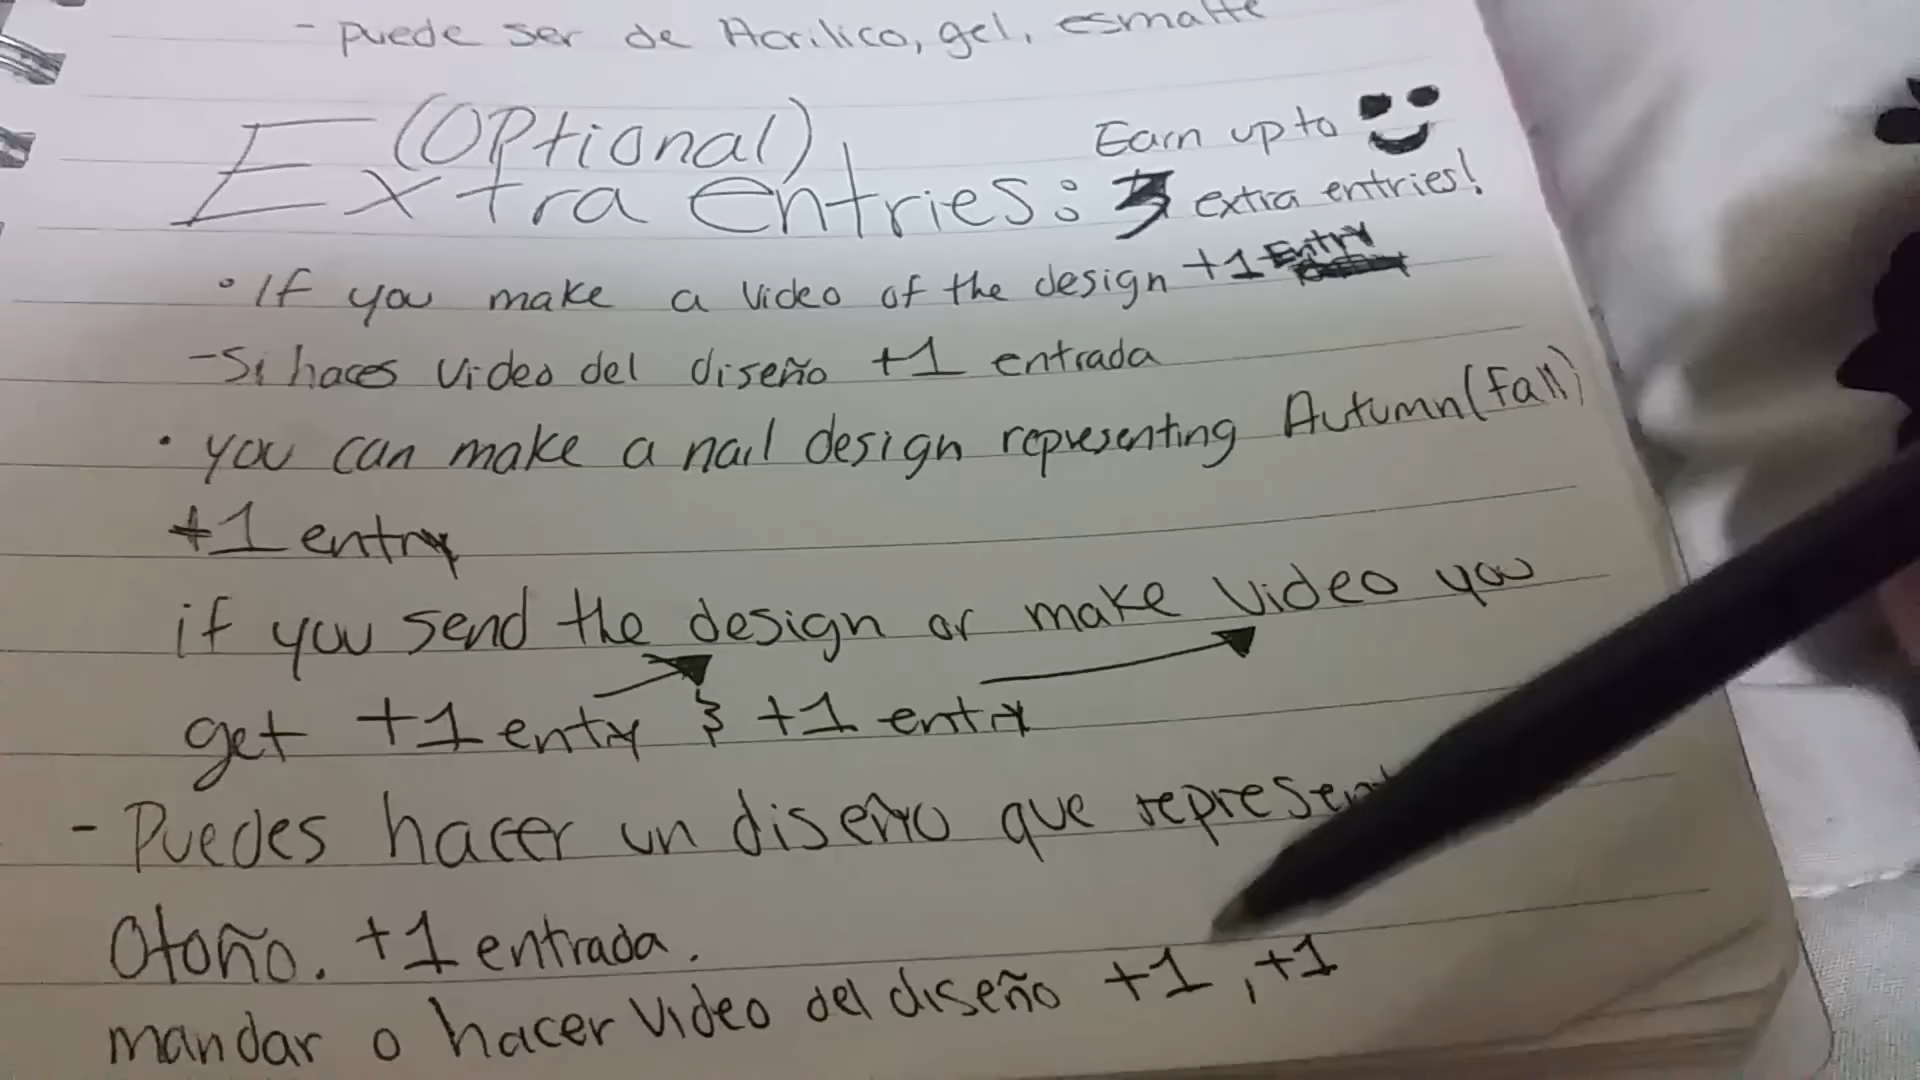 - Puede ser de Acrilico, gel, esmalte
(Optional)
Extra entries:
Earn up to
3 extra entries!
• If you make a video of the design +1 Entry
- Si haces video del diseño +1 entrada
• you can make a nail design representing Autumn (Fall)
+1 entry
if you send the design or make video you
get +1 enty & +1 entry
- Puedes hacer un diseño que
Otoño. +1 entrada.
mandar o hacer video del diseño +1, +1